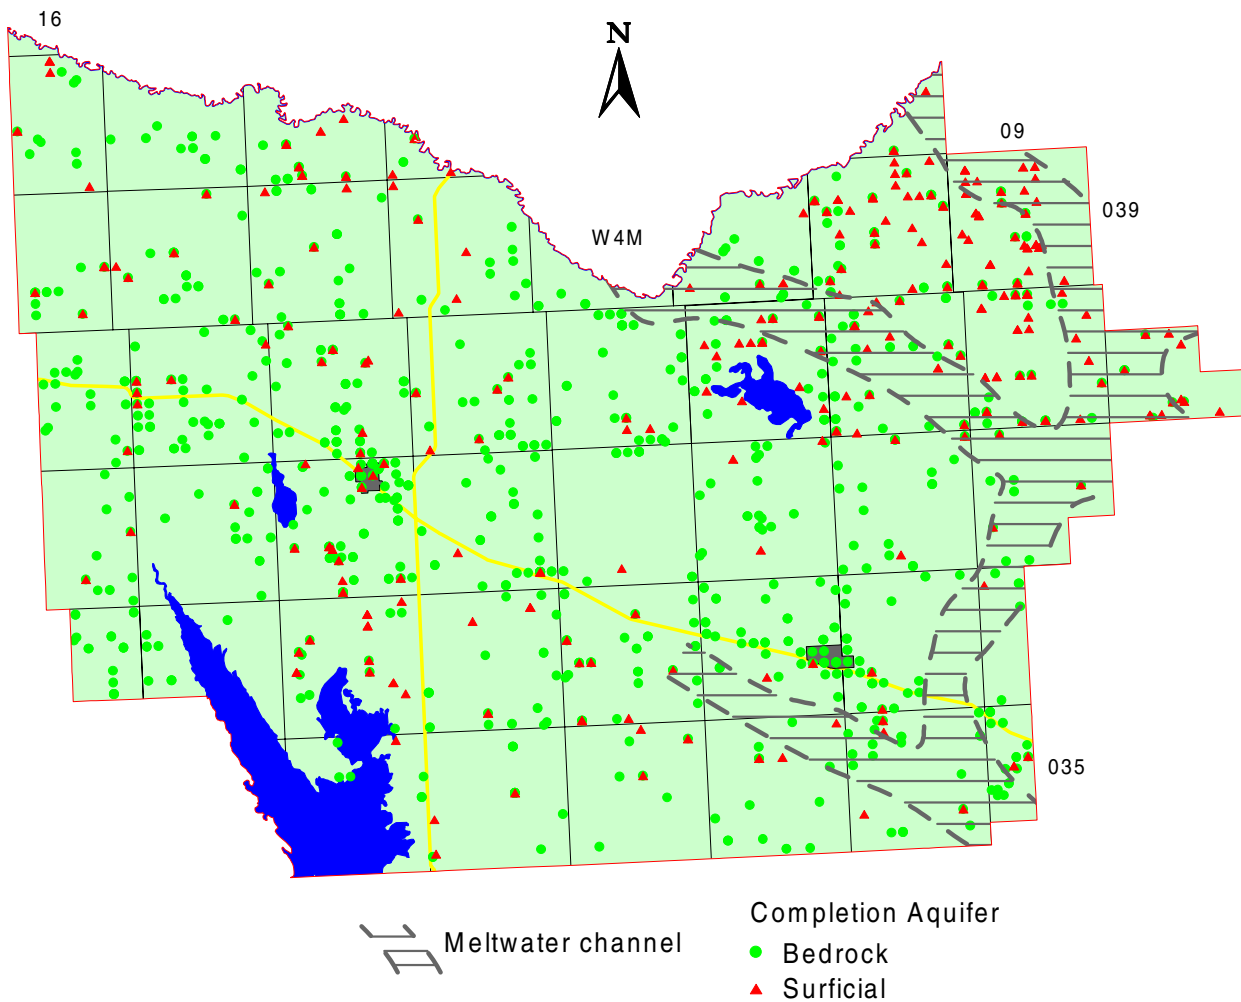 16
N
09
039
W4M
035
Completion Aquifer
Meltwater channel
Bedrock
Surficial